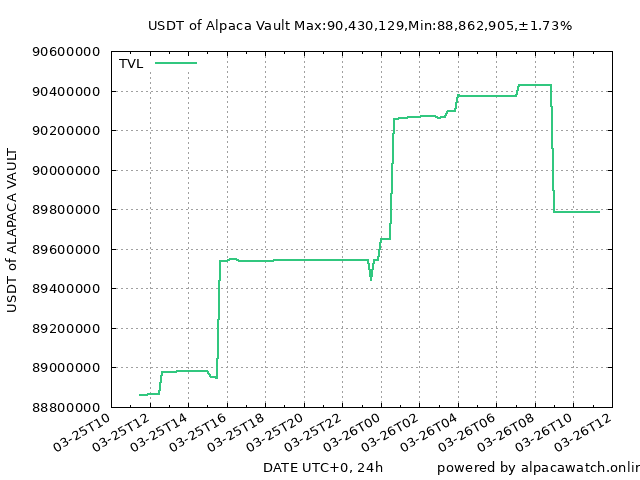 USDT of Alpaca Vault Max:90,430,129,Min:88,862,905,±1.73%
90600000
TVL
90400000
90200000
90000000
89800000
89600000
89400000
89200000
89000000
88800000
USDT of ALAPACA VAULT
03-25T10
03-25T12
03-25T14
03-25T16
03-25T18
03-25T20
03-25T22
03-26T00
03-26T02
03-26T04
03-26T06
03-26T08
03-26T10
03-26T12
DATE UTC+0, 24h
powered by alpacawatch.onlin